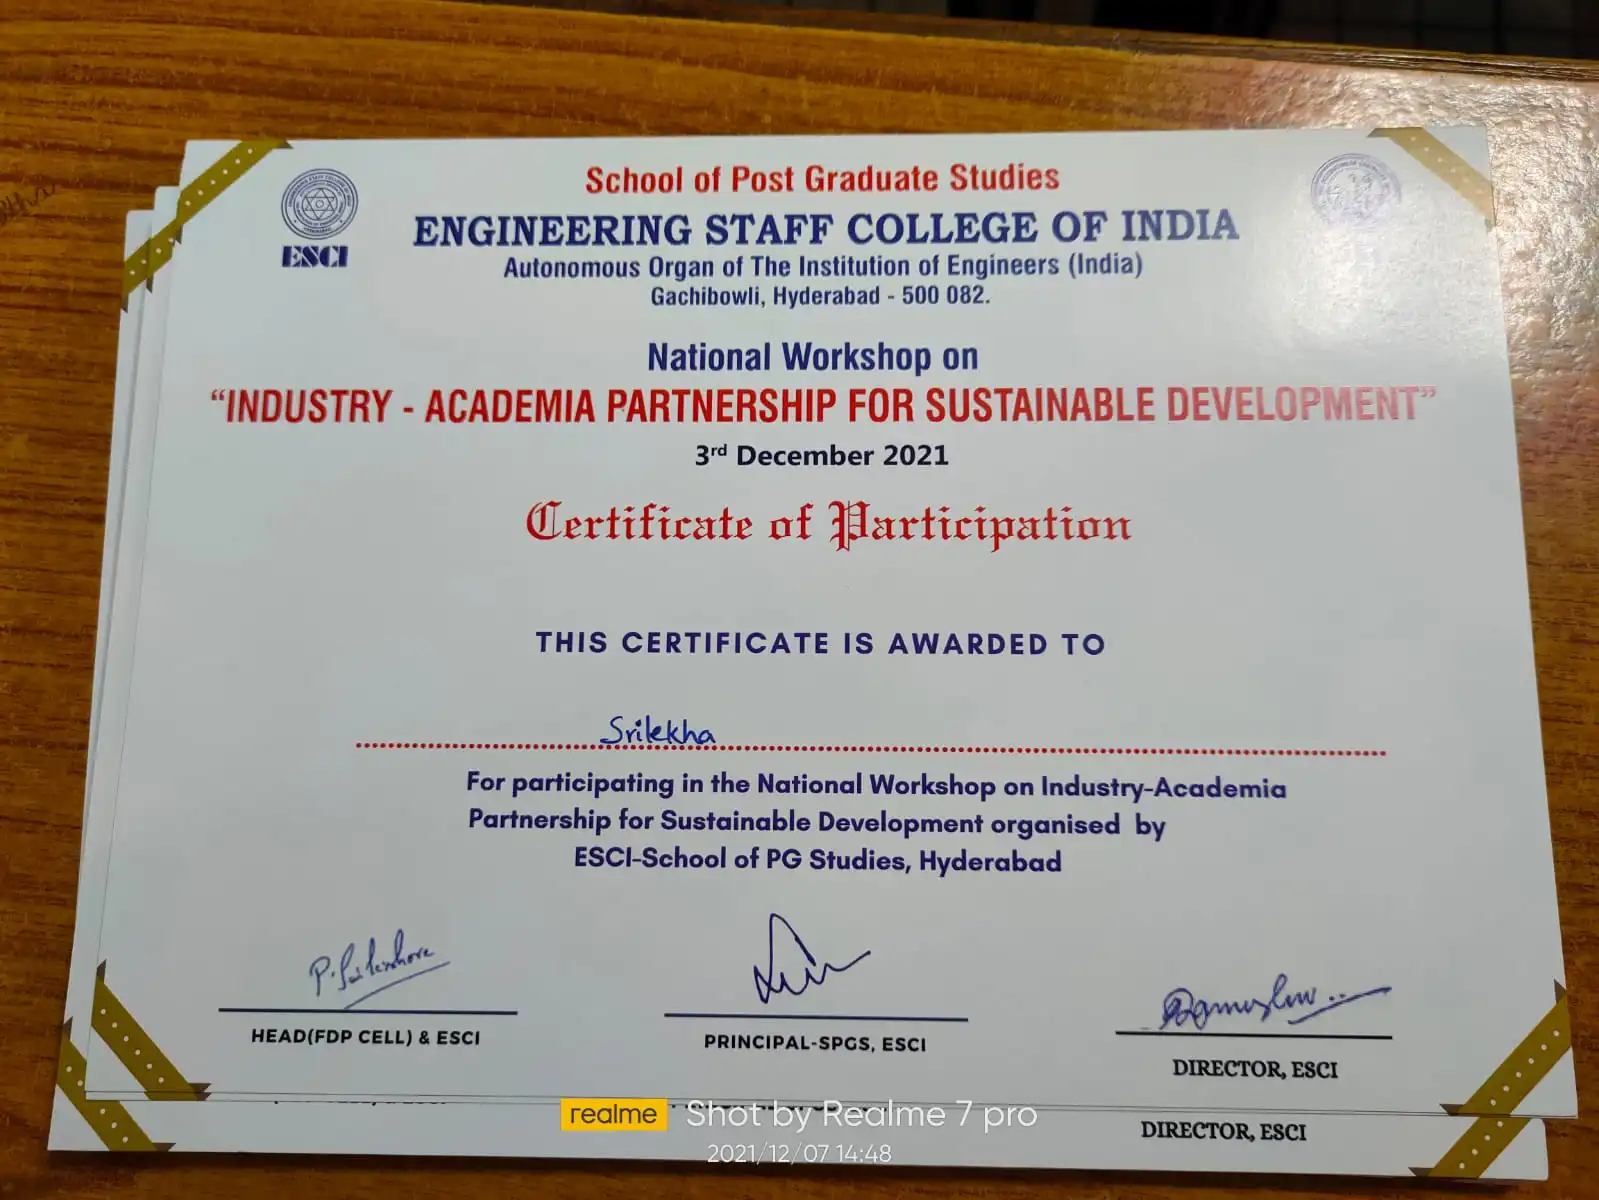 ESCI
School of Post Graduate Studies
ENGINEERING STAFF COLLEGE OF INDIA
Autonomous Organ of The Institution of Engineers (India)
Gachibowli, Hyderabad - 500 082.
National Workshop on
“INDUSTRY - ACADEMIA PARTNERSHIP FOR SUSTAINABLE DEVELOPMENT”
3rd December 2021
Certificate of Participation
THIS CERTIFICATE IS AWARDED TO
Srilekha
For participating in the National Workshop on Industry-Academia
Partnership for Sustainable Development organised by
ESCI-School of PG Studies, Hyderabad
HEAD(FDP CELL) & ESCI
PRINCIPAL-SPGS, ESCI
DIRECTOR, ESCI
DIRECTOR, ESCI
realme Shot by Realme 7 pro
2021/12/07 14:48